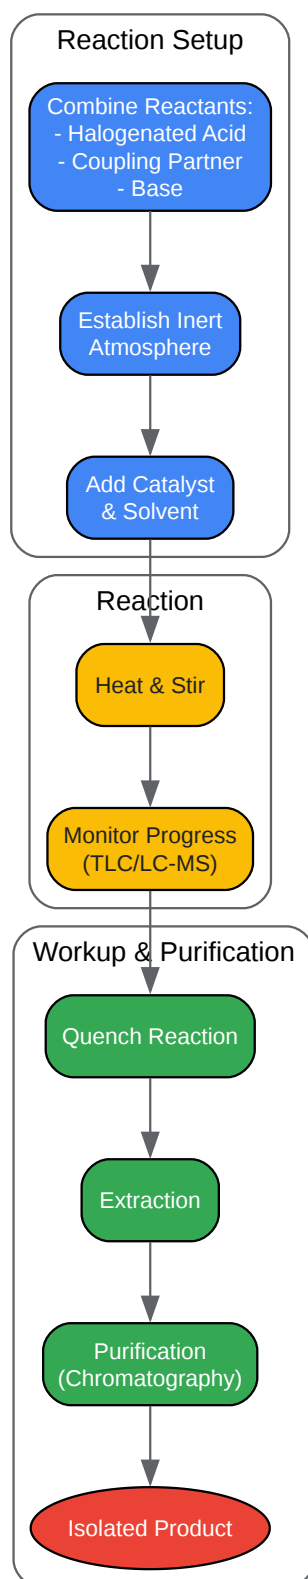 Reaction Setup
Combine Reactants:
- Halogenated Acid
- Coupling Partner
- Base
Establish Inert
Atmosphere
Add Catalyst
& Solvent
Reaction
Heat & Stir
Monitor Progress
(TLC/LC-MS)
Workup & Purification
Quench Reaction
Extraction
Purification
(Chromatography)
Isolated Product